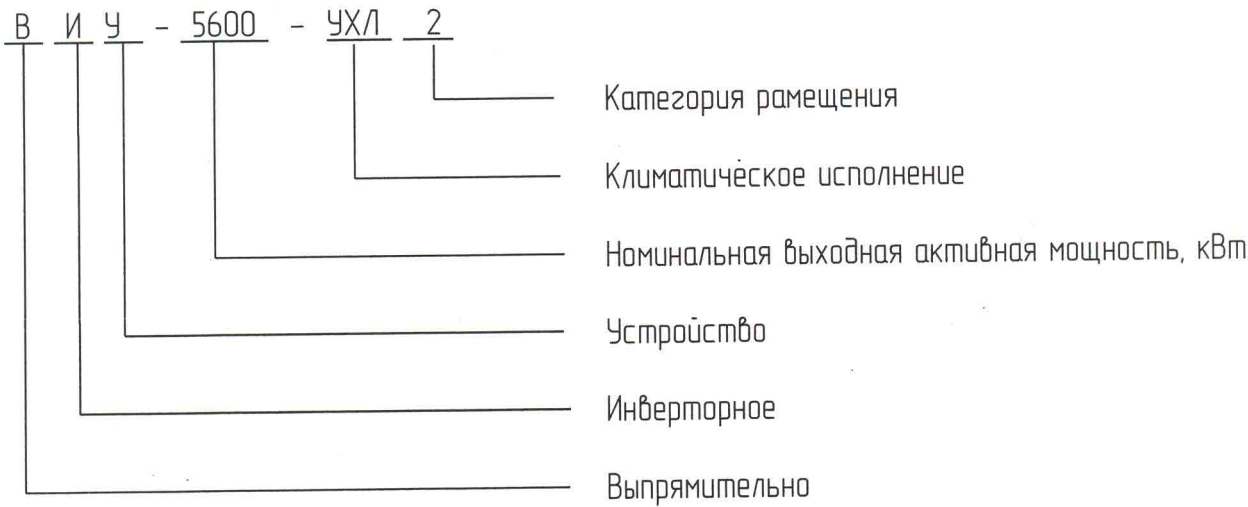 В И У - 5600 - УХЛ 2
Категория рамещения
Климатическое исполнение
Номинальная выходная активная мощность, кВт
Устройство
Инверторное
Выпрямительно